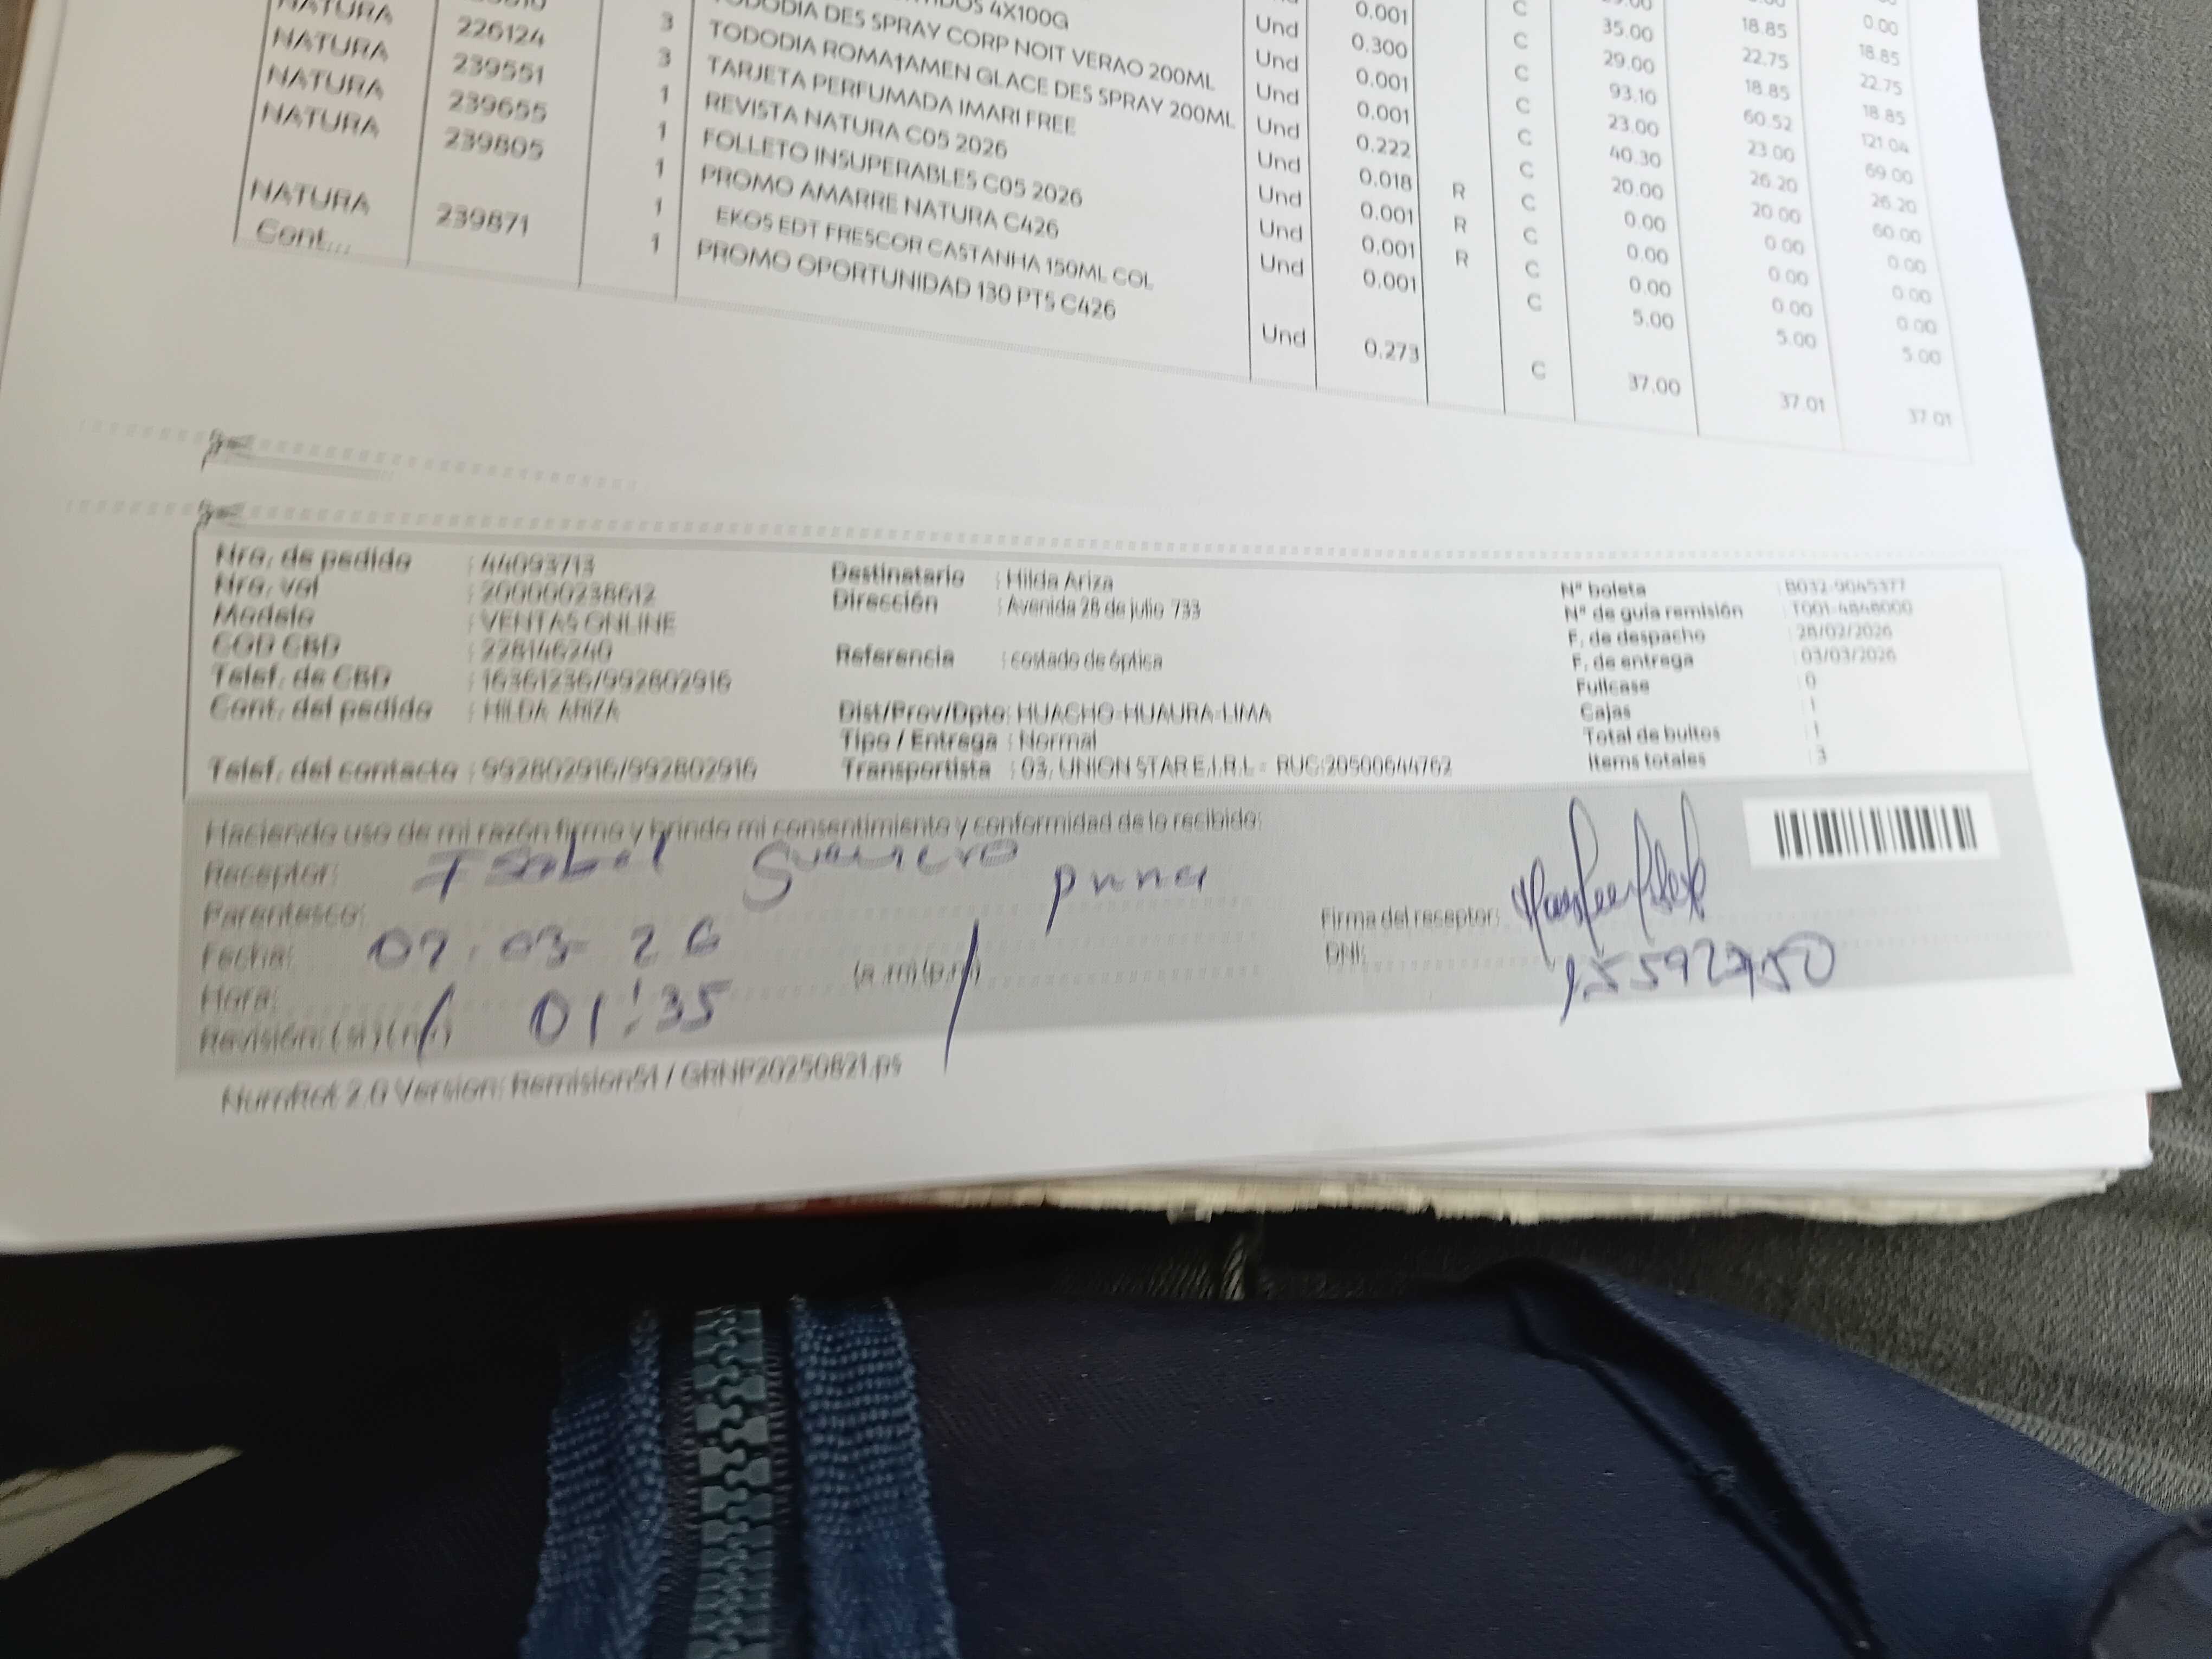 DOS 4X100G
NATURA 226124 3 TODODIA DES SPRAY CORP NOIT VERAO 200ML Und 0.001 C
NATURA 239551 3 TODODIA ROMA†AMEN GLACE DES SPRAY 200ML Und 0.300 C 35.00 18.85 0.00
NATURA 239655 1 TARJETA PERFUMADA IMARI FREE Und 0.001 C 29.00 22.75 18.85
NATURA 239805 1 REVISTA NATURA C05 2026 Und 0.001 C 93.10 18.85 22.75
1 FOLLETO INSUPERABLES C05 2026 Und 0.222 C 23.00 60.52 18.85
1 PROMO AMARRE NATURA C426 Und 0.018 R C 40.30 23.00 121.04
EKOS EDT FRESCOR CASTANHA 150ML COL Und 0.001 R C 20.00 26.20 69.00
NATURA 239871 1 PROMO OPORTUNIDAD 130 PTS C426 Und 0.001 R C 0.00 20.00 26.20
Cont... Und 0.001 C 0.00 0.00 60.00
0.00 0.00 0.00
5.00 0.00 0.00
5.00 0.00
5.00
Und 0.273 C 37.00 37.01 37.01
Nro. de pedido : 44093713 Destinatario : Hilda Ariza N° boleta : B032-9045377
Nro. val : 200000238612 Dirección : Avenida 28 de julio 733 N° de guía remisión : T001-4848000
Modelo : VENTAS ONLINE F. de despacho : 28/02/2026
COD CBD : 228146240 Referencia : costado de óptica F. de entrega : 03/03/2026
Telef. de CBD : 16361236/992802916 Fullcase : 0
Cont. del pedido : HILDA ARIZA Dist/Prov/Dpto: HUACHO-HUAURA-LIMA Cajas : 1
Tipo / Entrega : Normal Total de bultos : 1
Telef. del contacto : 992802916/992802916 Transportista : 03. UNION STAR E.I.R.L - RUC:20500644762 Items totales : 3
Haciendo uso de mi razón firmo y brindo mi consentimiento y conformidad de lo recibido:
Receptor: Isabel
Parentesco: Firma del receptor:
Fecha: 07.03-26 DNI: 15592750
Hora: 01:35 (a.m)(p.m)
Revisión: (si) (no)
NumRot 2.0 Version: Remision51 / GRNP20250821.ps